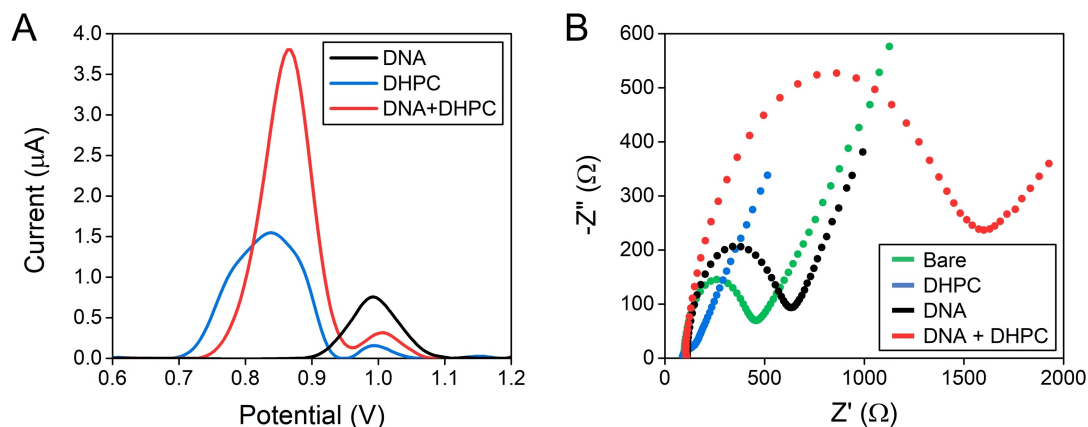 A
Current (μA)
4.0
3.5
3.0
2.5
2.0
1.5
1.0
0.5
0.0
DNA
DHPC
DNA+DHPC
0.6 0.7 0.8 0.9 1.0 1.1 1.2
Potential (V)
B
-Z" (Ω)
600
500
400
300
200
100
0
Bare
DHPC
DNA
DNA + DHPC
0 500 1000 1500 2000
Z' (Ω)